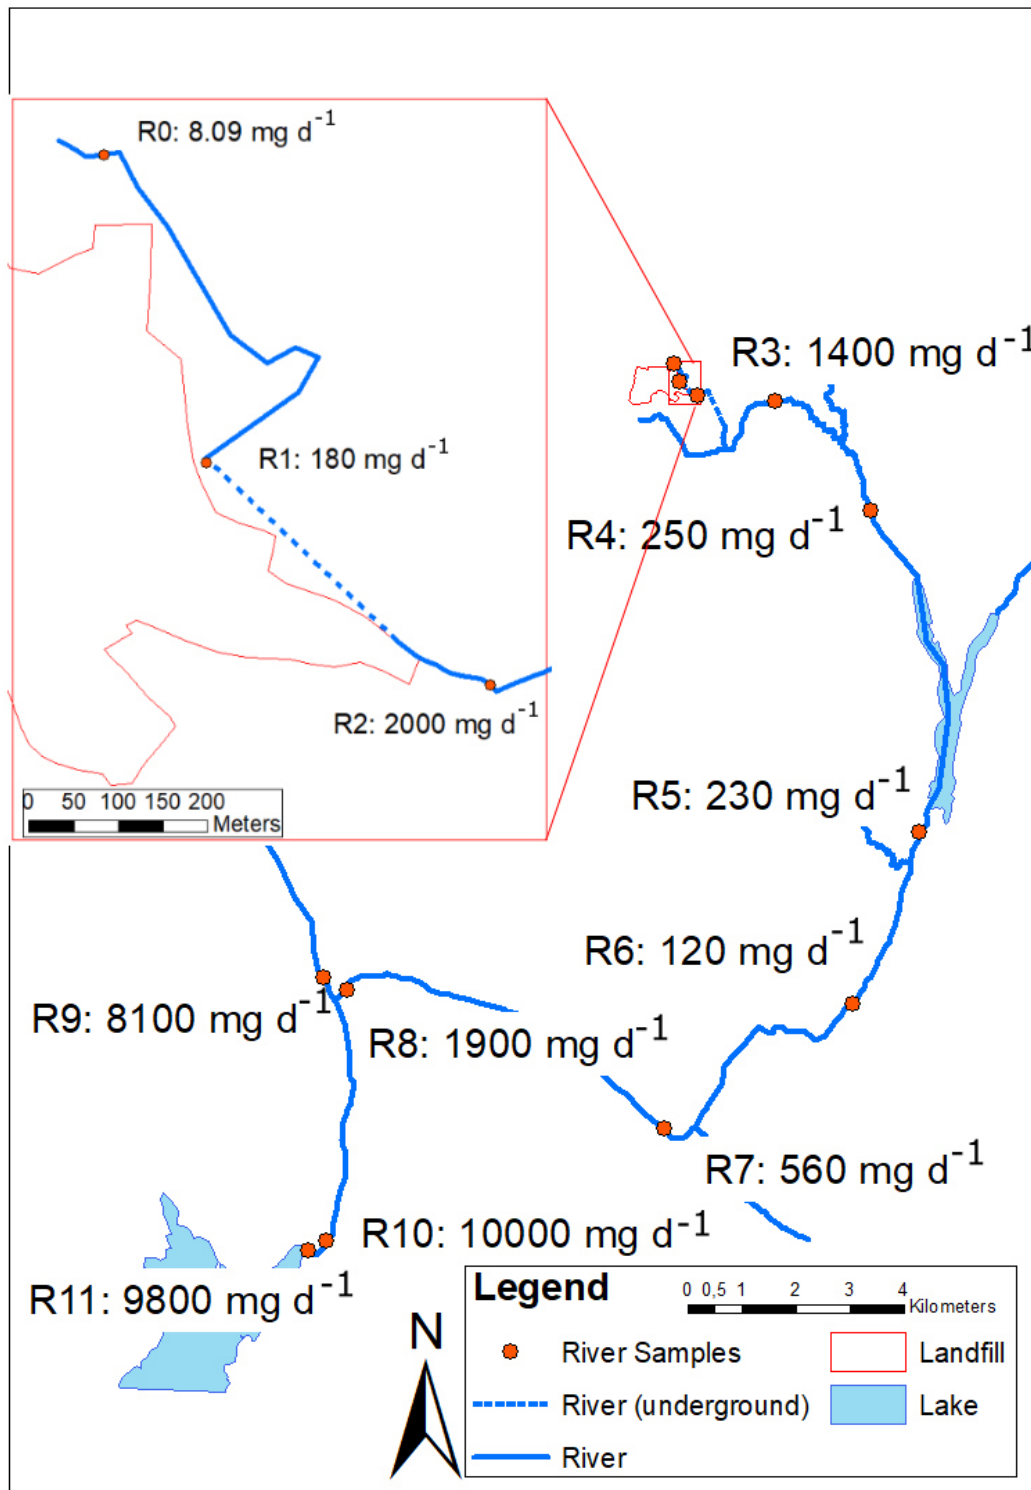 R0: 8.09 mg d⁻¹
R1: 180 mg d⁻¹
R2: 2000 mg d⁻¹
0 50 100 150 200
Meters
R3: 1400 mg d⁻¹
R4: 250 mg d⁻¹
R5: 230 mg d⁻¹
R6: 120 mg d⁻¹
R9: 8100 mg d⁻¹
R8: 1900 mg d⁻¹
R7: 560 mg d⁻¹
R10: 10000 mg d⁻¹
R11: 9800 mg d⁻¹
N
Legend
0 0,5 1 2 3 4
Kilometers
River Samples
Landfill
River (underground)
Lake
River